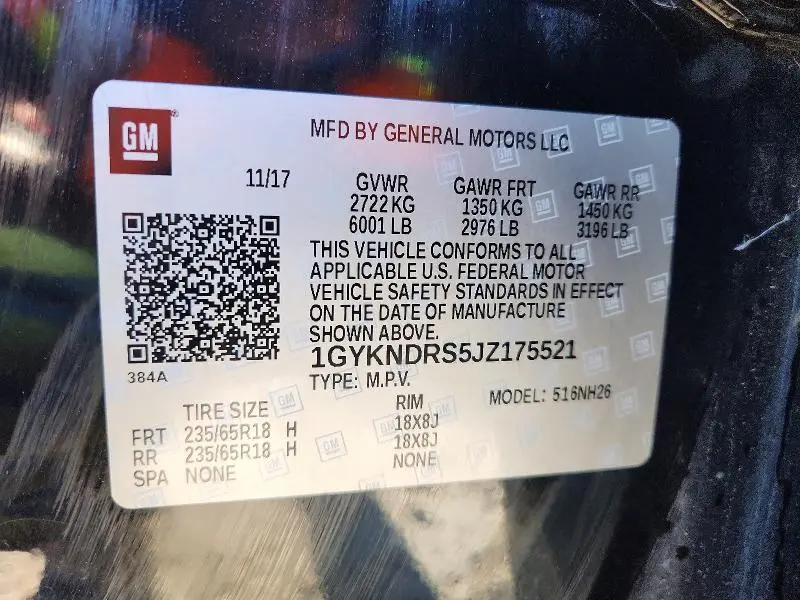 GM
MFD BY GENERAL MOTORS LLC
11/17
GVWR GAWR FRT GAWR RR
2722 KG 1350 KG 1450 KG
6001 LB 2976 LB 3196 LB
THIS VEHICLE CONFORMS TO ALL
APPLICABLE U.S. FEDERAL MOTOR
VEHICLE SAFETY STANDARDS IN EFFECT
ON THE DATE OF MANUFACTURE
SHOWN ABOVE.
1GYKNDRS5JZ175521
384A
TYPE: M.P.V. MODEL: 516NH26
TIRE SIZE RIM
FRT 235/65R18 H 18X8J
RR 235/65R18 H 18X8J
SPA NONE NONE